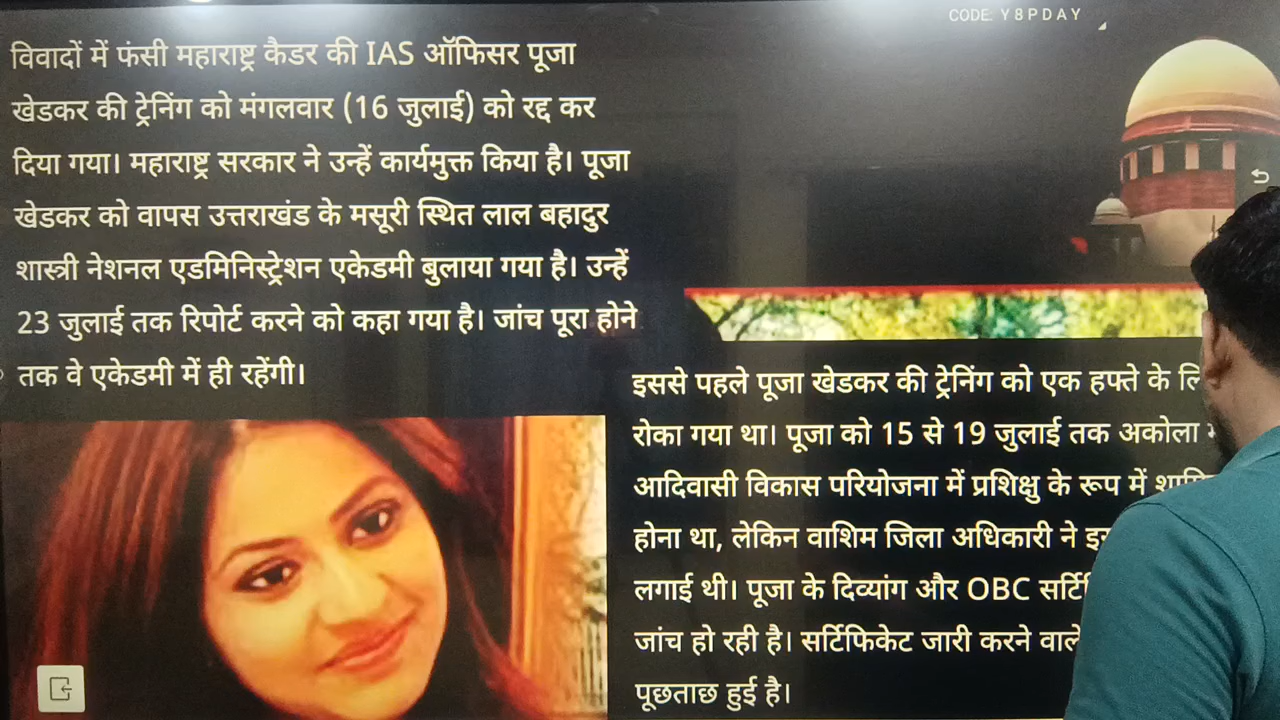 CODE: Y8PDAY
विवादों में फंसी महाराष्ट्र कैडर की IAS ऑफिसर पूजा
खेडकर की ट्रेनिंग को मंगलवार (16 जुलाई) को रद्द कर
दिया गया। महाराष्ट्र सरकार ने उन्हें कार्यमुक्त किया है। पूजा
खेडकर को वापस उत्तराखंड के मसूरी स्थित लाल बहादुर
शास्त्री नेशनल एडमिनिस्ट्रेशन एकेडमी बुलाया गया है। उन्हें
23 जुलाई तक रिपोर्ट करने को कहा गया है। जांच पूरा होने
तक वे एकेडमी में ही रहेंगी।
इससे पहले पूजा खेडकर की ट्रेनिंग को एक हफ्ते के
रोका गया था। पूजा को 15 से 19 जुलाई तक अकोला
आदिवासी विकास परियोजना में प्रशिक्षु के रूप में
होना था, लेकिन वाशिम जिला अधिकारी ने
लगाई थी। पूजा के दिव्यांग और OBC
जांच हो रही है। सर्टिफिकेट जारी करने वाले
पूछताछ हुई है।